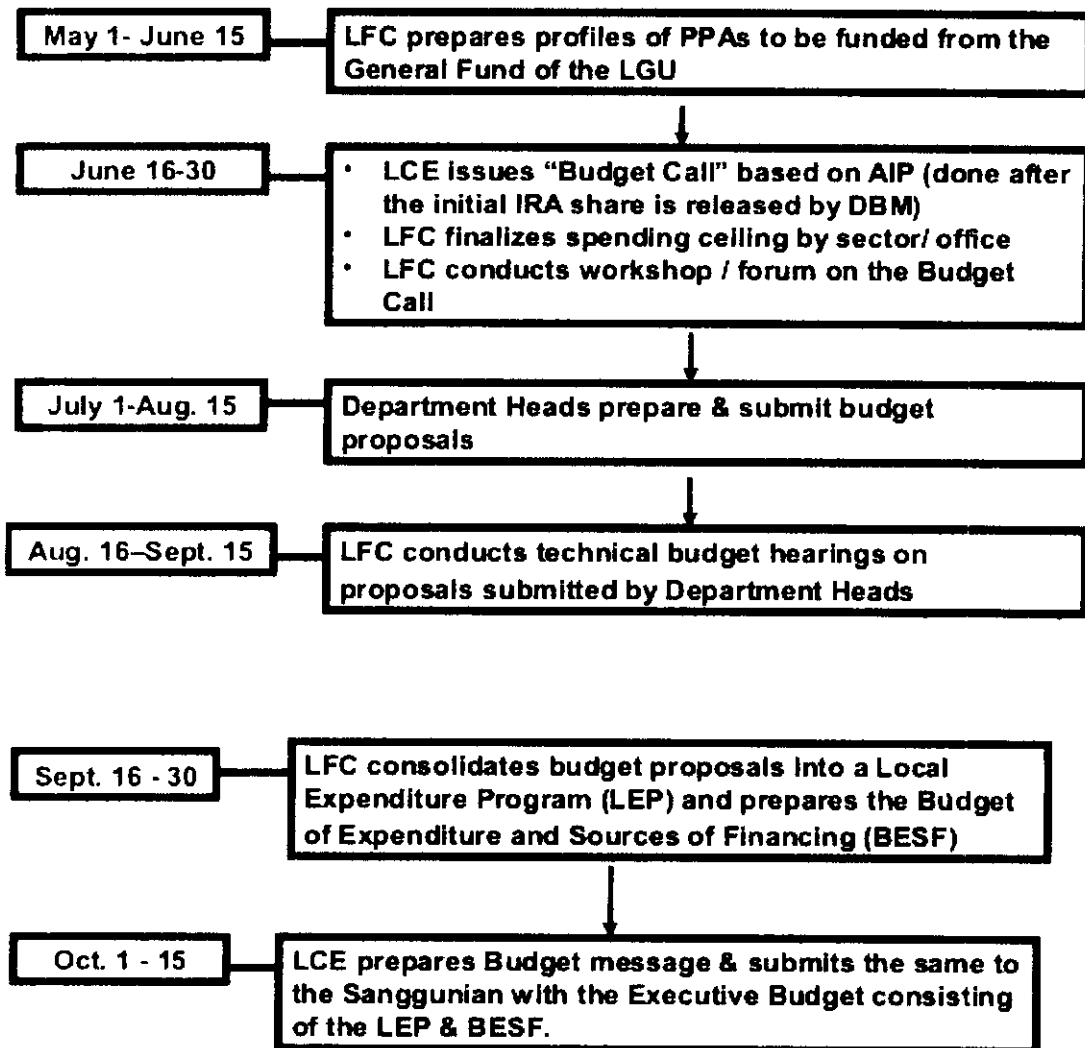 May 1- June 15
LFC prepares profiles of PPAs to be funded from the
General Fund of the LGU
June 16-30
• LCE issues “Budget Call” based on AIP (done after
the initial IRA share is released by DBM)
• LFC finalizes spending ceiling by sector/ office
• LFC conducts workshop / forum on the Budget
Call
July 1-Aug. 15
Department Heads prepare & submit budget
proposals
Aug. 16–Sept. 15
LFC conducts technical budget hearings on
proposals submitted by Department Heads
Sept. 16 - 30
LFC consolidates budget proposals into a Local
Expenditure Program (LEP) and prepares the Budget
of Expenditure and Sources of Financing (BESF)
Oct. 1 - 15
LCE prepares Budget message & submits the same to
the Sanggunian with the Executive Budget consisting
of the LEP & BESF.